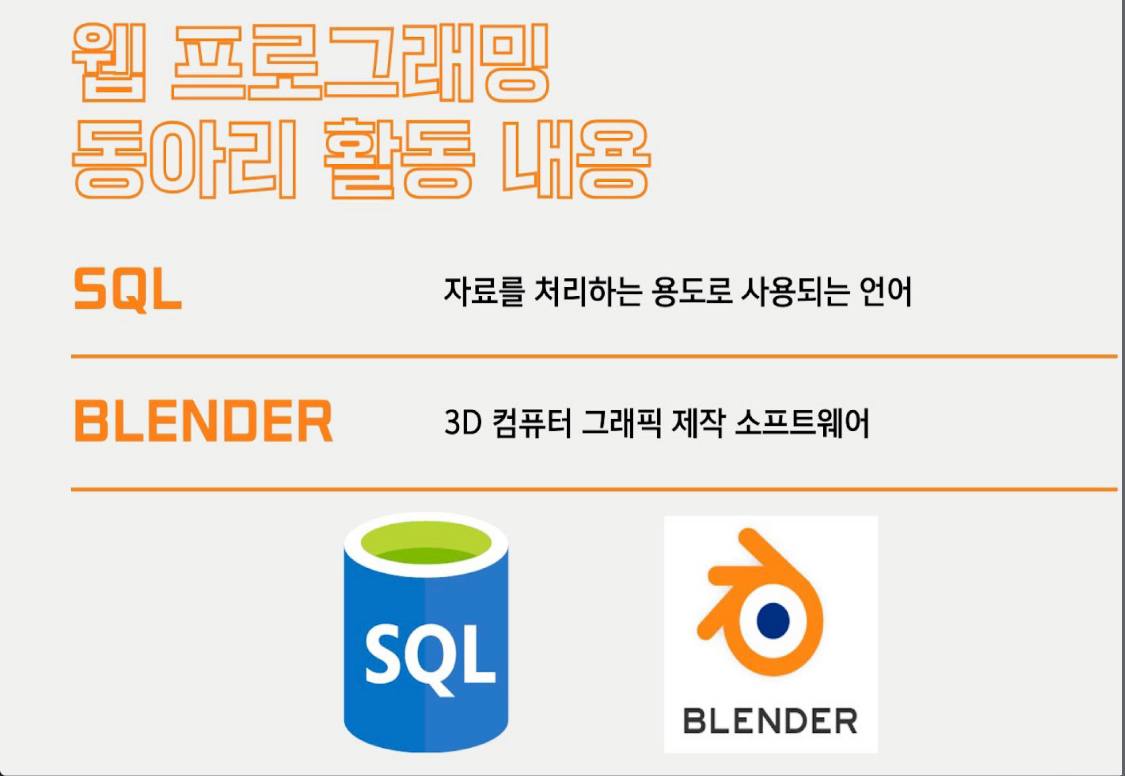 웹 프로그래밍
동아리 활동 내용
SQL
자료를 처리하는 용도로 사용되는 언어
BLENDER
3D 컴퓨터 그래픽 제작 소프트웨어
SQL
BLENDER